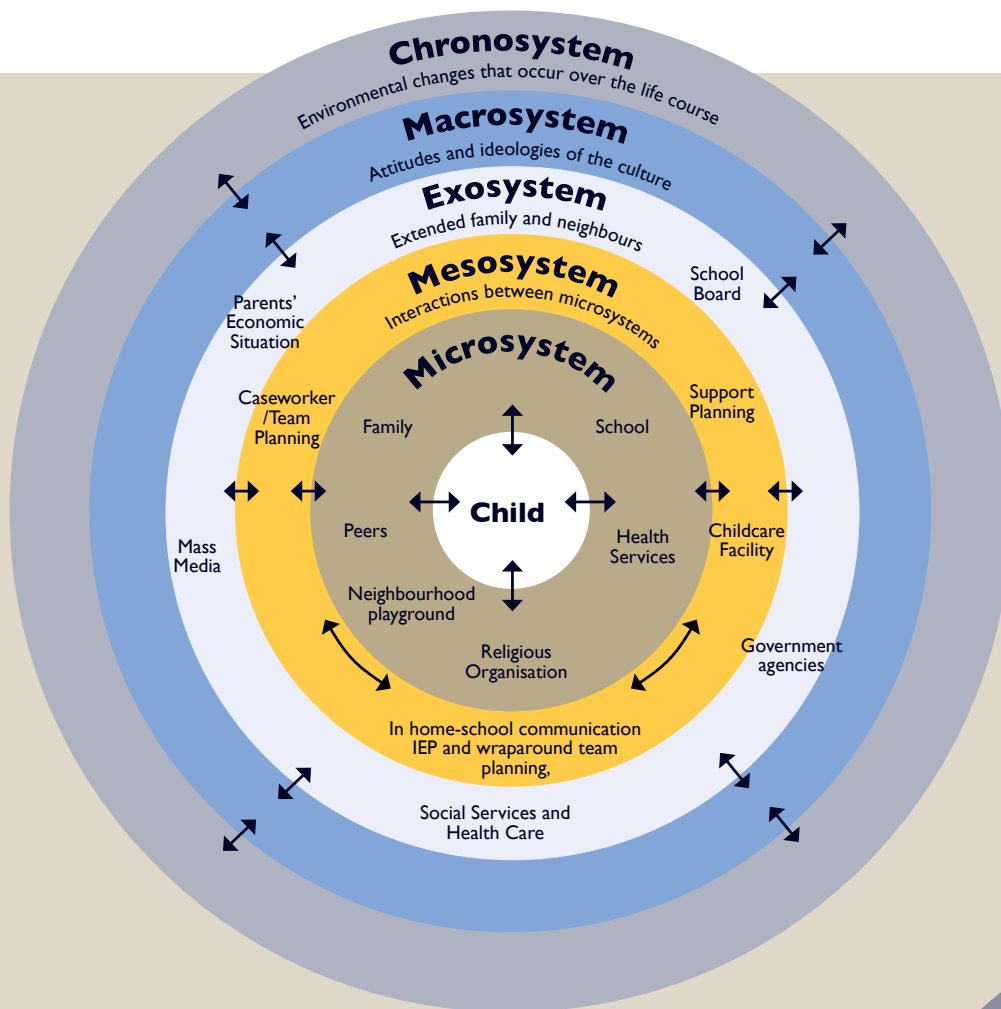 Chronosystem
Environmental changes that occur over the life course
Macrosystem
Attitudes and ideologies of the culture
Exosystem
Extended family and neighbours
Mesosystem
Interactions between microsystems
Microsystem
School
Board
Parents’
Economic
Situation
Caseworker
/Team
Planning
Support
Planning
Family
School
Child
Peers
Health
Services
Childcare
Facility
Mass
Media
Neighbourhood
playground
Religious
Organisation
Government
agencies
In home-school communication
IEP and wraparound team
planning,
Social Services and
Health Care